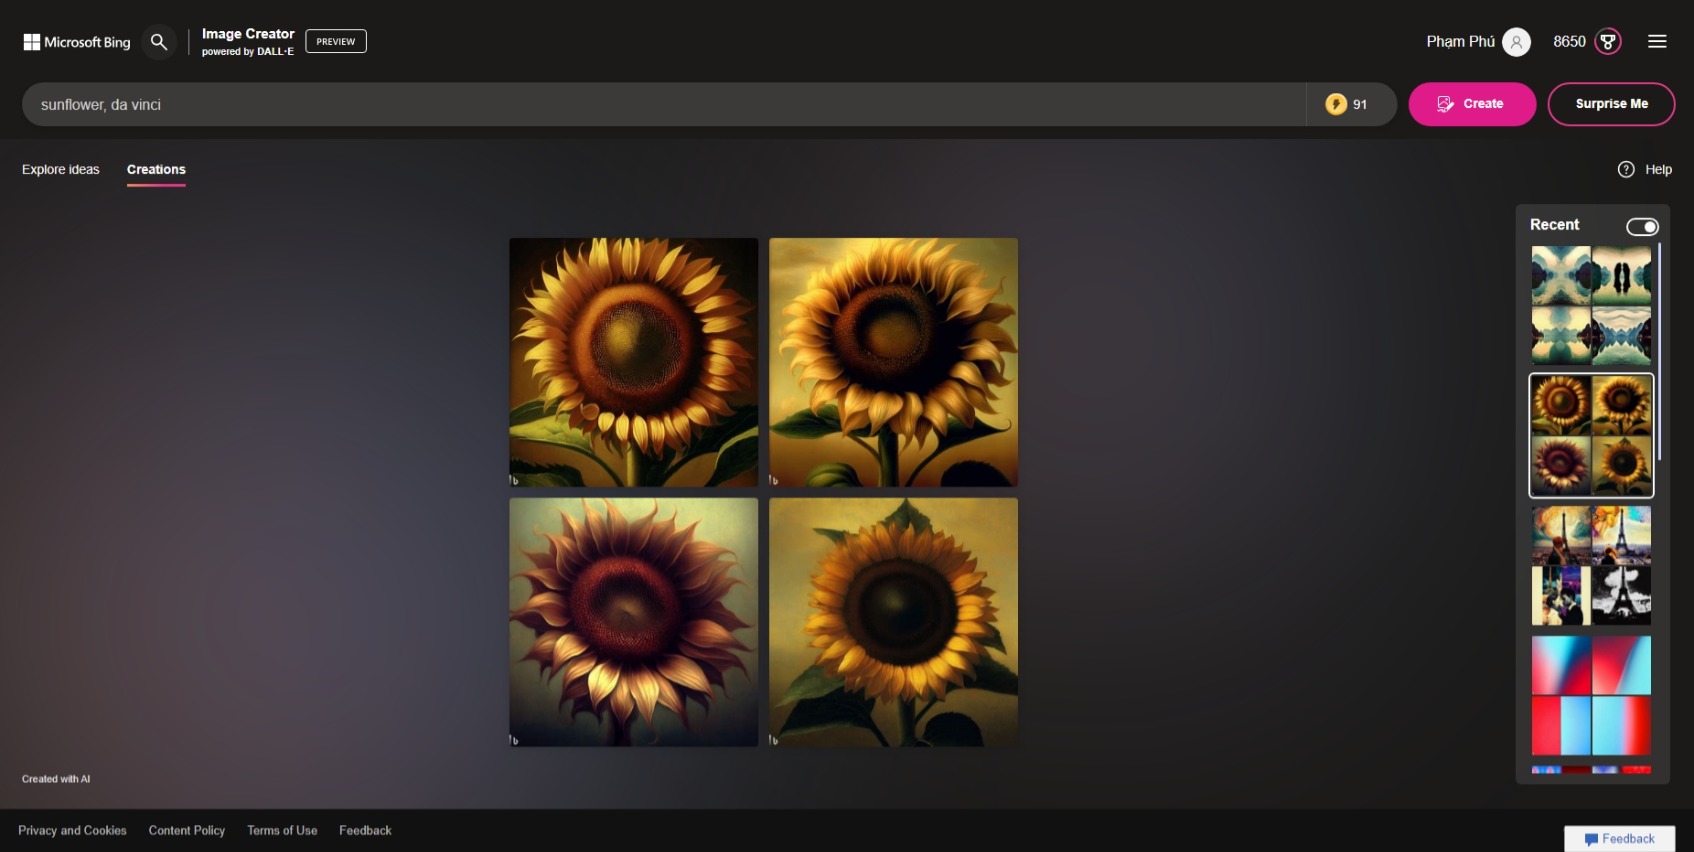 Microsoft Bing
Image Creator
powered by DALL·E
PREVIEW
Phạm Phú
8650
sunflower, da vinci
91
Create
Surprise Me
Explore ideas
Creations
Help
Recent
Created with AI
Privacy and Cookies
Content Policy
Terms of Use
Feedback
Feedback